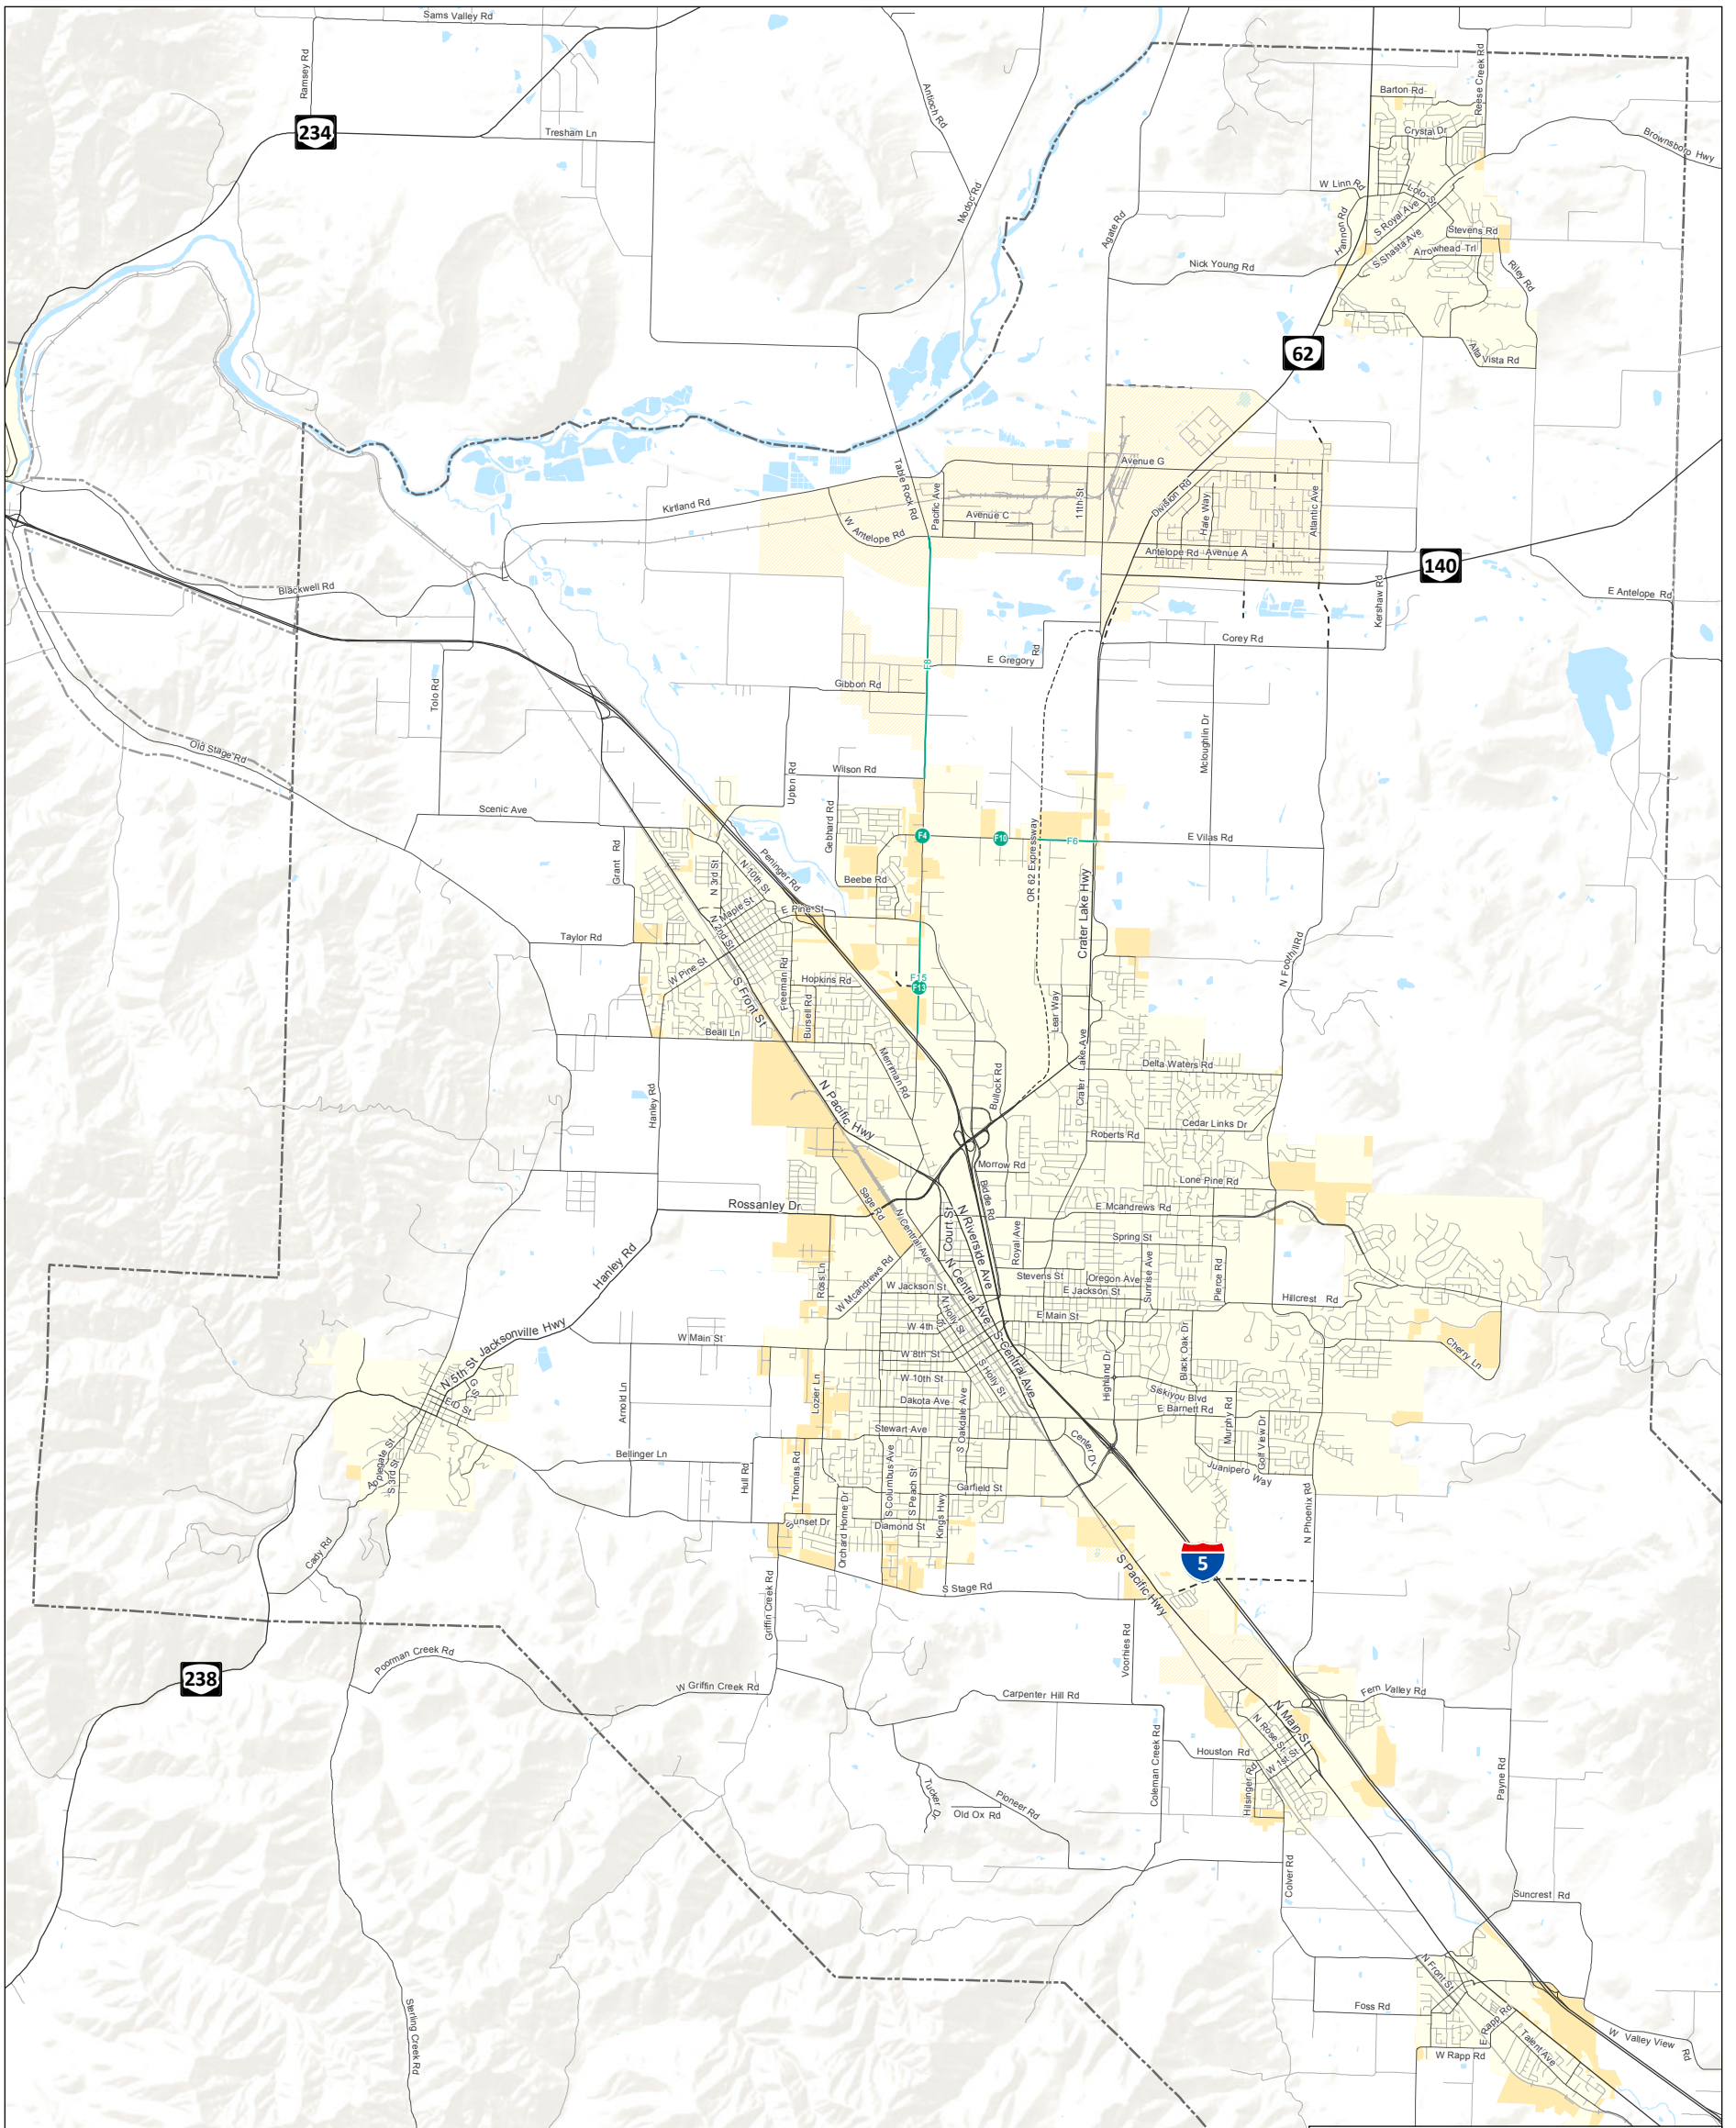 Sams Valley Rd
Ramsey Rd
234
Tresham Ln
Antioch Rd
Modoc Rd
Agate Rd
Reese Creek Rd
Barton Rd
Crystal Dr
Brownsboro Hwy
W Linn Rd
Loto St
Hannon Rd
S Royal Ave
S Shasta Ave
Stevens Rd
Arrowhead Trl
Nick Young Rd
Riley Rd
62
Alta Vista Rd
Table Rock Rd
Avenue G
Kirtland Rd
Pacific Ave
Avenue C
11th St
Division Rd
Hale Way
Atlantic Ave
W Antelope Rd
Antelope Rd
Avenue A
140
Kershaw Rd
E Antelope Rd
Blackwell Rd
Corey Rd
F8
E Gregory Rd
Gibbon Rd
Tolo Rd
Mcloughlin Dr
Old Stage Rd
Wilson Rd
Upton Rd
Scenic Ave
Gebhard Rd
F4
F10
F6
E Vilas Rd
OR 62 Expressway
Crater Lake Hwy
Grant Rd
N 3rd St
N 10th St
Peninger Rd
Beebe Rd
Maple St
E Pine St
N 2nd St
Taylor Rd
W Pine St
Freeman Rd
Hopkins Rd
F15
F13
N Foothill Rd
S Front St
Bursell Rd
Lear Way
Beall Ln
Merriman Rd
Crater Lake Ave
Delta Waters Rd
Bullock Rd
Hanley Rd
N Pacific Hwy
Cedar Links Dr
Roberts Rd
Morrow Rd
Lone Pine Rd
Sage Rd
Biddle Rd
Rossanley Dr
N Central Ave
Court St
N Riverside Ave
E Mcandrews Rd
Royal Ave
Spring St
Hanley Rd
Ross Ln
W Mcandrews Rd
N Central Ave
Stevens St
Oregon Ave
Sunrise Ave
Pierce Rd
W Jackson St
E Jackson St
Hillcrest Rd
N Holly St
E Main St
W 4th St
Jacksonville Hwy
W Main St
S Central Ave
Black Oak Dr
Cherry Ln
W 8th St
S Holly St
Highland Dr
N 5th St
G St
E D St
W 10th St
Siskiyou Blvd
Arnold Ln
Lozier Ln
Dakota Ave
E Barnett Rd
S Oakdale Ave
Murphy Rd
Stewart Ave
Center Dr
Golf View Dr
Applegate St
S 3rd St
Bellinger Ln
Hull Rd
Thomas Rd
S Columbus Ave
S Peach St
Juanipero Way
Garfield St
Orchard Home Dr
Kings Hwy
N Phoenix Rd
Sunset Dr
Diamond St
Cady Rd
5
S Pacific Hwy
S Stage Rd
Griffin Creek Rd
Voorhies Rd
Poorman Creek Rd
238
W Griffin Creek Rd
Carpenter Hill Rd
Fern Valley Rd
N Main St
N Rose St
Coleman Creek Rd
Houston Rd
W 1st St
Hilsinger Rd
Payne Rd
Tucker Dr
Pioneer Rd
Old Ox Rd
Colver Rd
Suncrest Rd
N Front St
Foss Rd
E Rapp Rd
Talent Ave
W Valley View Rd
W Rapp Rd
Sterling Creek Rd